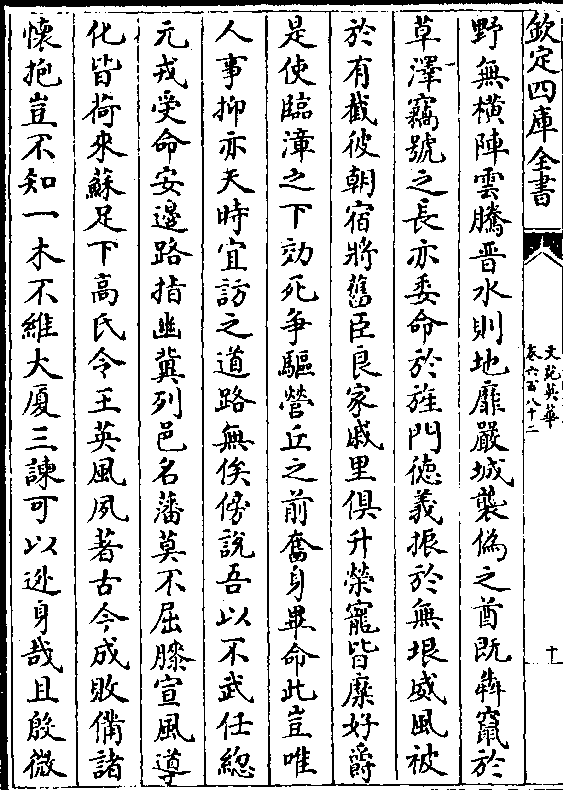 欽定四庫全書
文苑英華
卷六百八十二
十
野無橫陣雲騰晉水則地靡嚴城襲偽之酋既犇竄於
草澤竊號之長亦委命於旌門徳義振於無垠威風被
於有截彼朝宿將舊臣良家戚里俱升榮寵皆縻好爵
是使臨漳之下効死争驅營丘之前奮身畢命此豈唯
人事抑亦天時宜訪之道路無俟傍說吾以不武任總
元戎受命安邊路指幽冀列邑名藩莫不屈膝宣風導
化皆荷來蘇足下高氏令王英風夙著古今成敗備諸
懷抱豈不知一木不維大厦三諫可以逃身哉且殷微